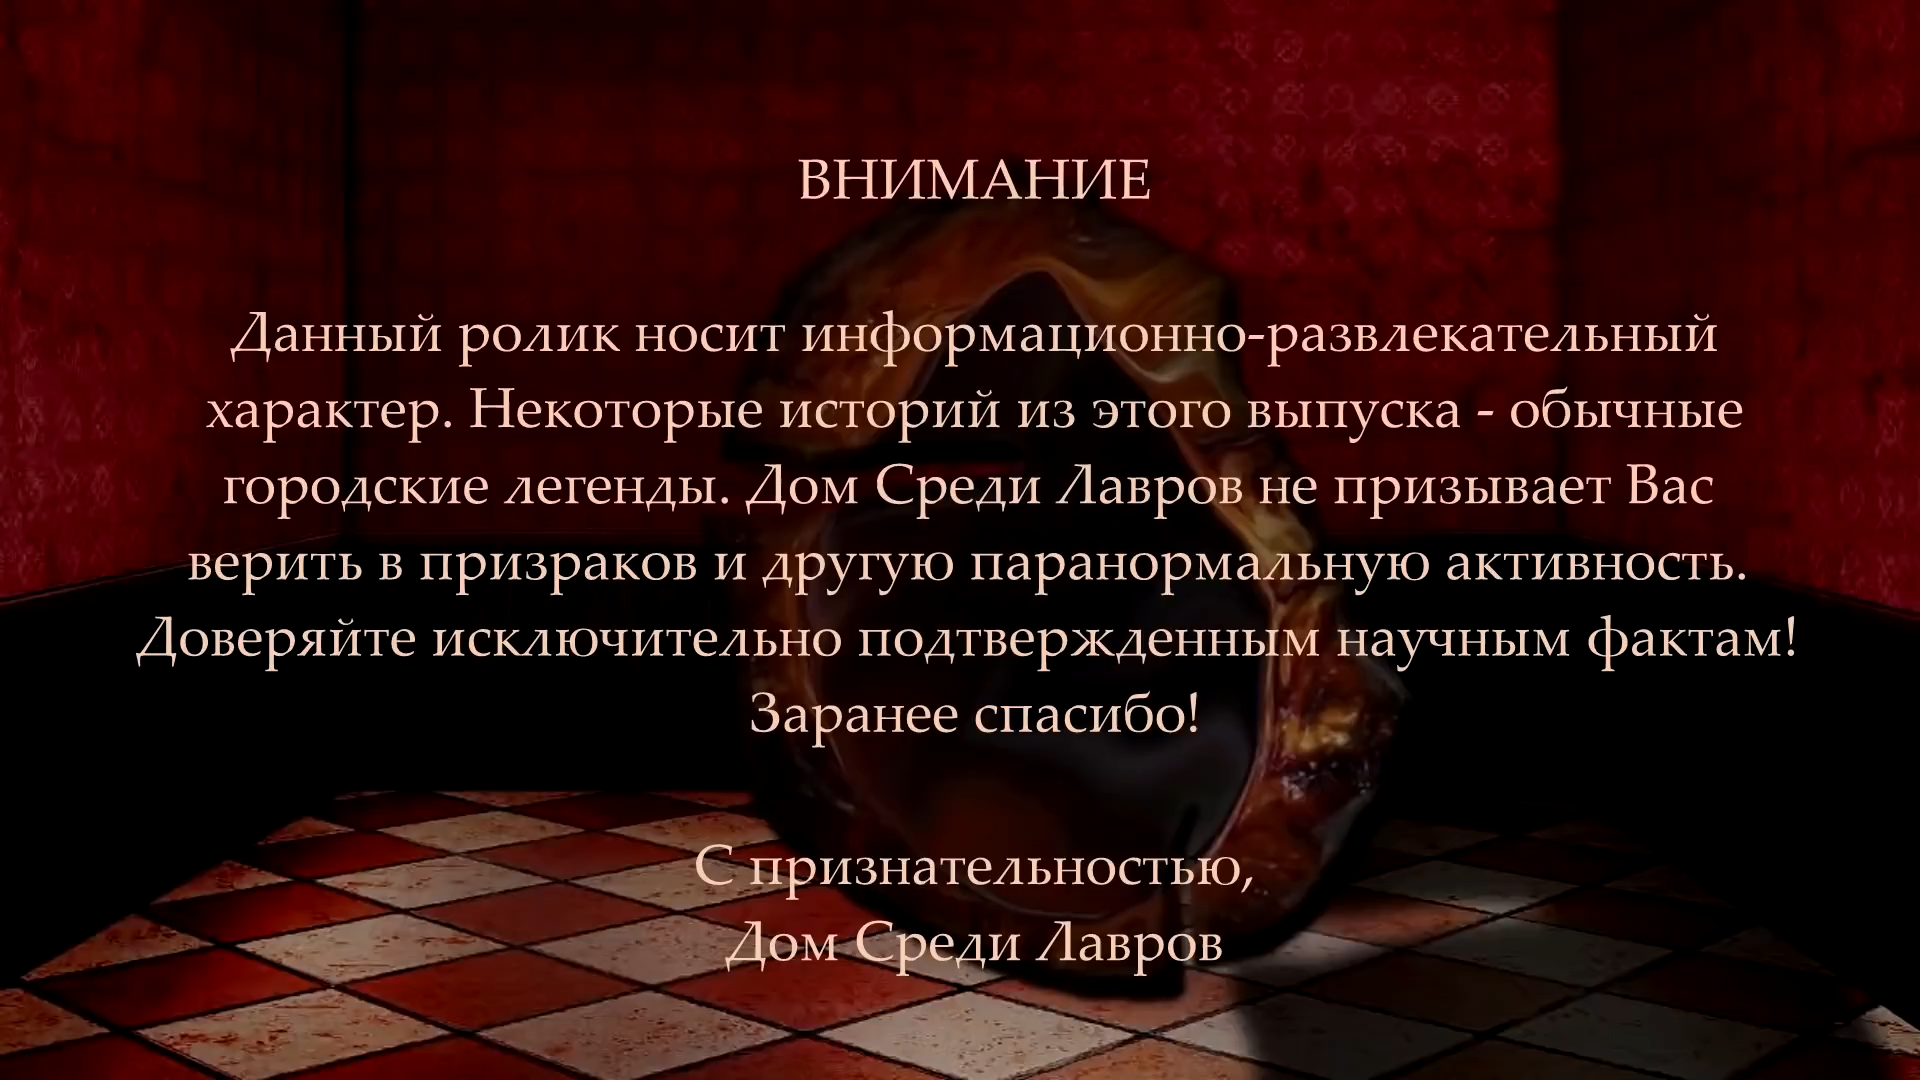 ВНИМАНИЕ
Данный ролик носит информационно-развлекательный
характер. Некоторые историй из этого выпуска - обычные
городские легенды. Дом Среди Лавров не призывает Вас
верить в призраков и другую паранормальную активность.
Доверяйте исключительно подтвержденным научным фактам!
Заранее спасибо!
С признательностью,
Дом Среди Лавров